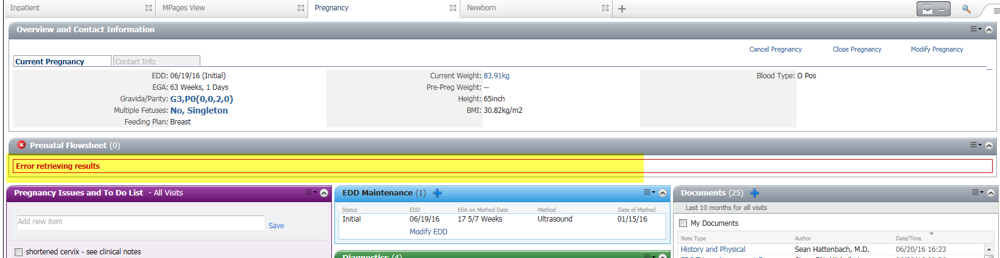 Inpatient MPages View Pregnancy Newborn
Overview and Contact Information
Cancel Pregnancy Close Pregnancy Modify Pregnancy
Current Pregnancy Contact Info
EDD: 06/19/16 (Initial) Current Weight: 83.91kg Blood Type: O Pos
EGA: 63 Weeks, 1 Days Pre-Preg Weight: --
Gravida/Parity: G3,P0(0,0,2,0) Height: 65inch
Multiple Fetuses: No, Singleton BMI: 30.82kg/m2
Feeding Plan: Breast
Prenatal Flowsheet (0)
Error retrieving results
Pregnancy Issues and To Do List - All Visits
Add new item
Save
shortened cervix - see clinical notes
EDD Maintenance (1)
Status EDD EGA on Method Date Method Date of Method
Initial 06/19/16 17 5/7 Weeks Ultrasound 01/15/16
Modify EDD
Diagnostics (4)
Documents (25)
Last 10 months for all visits
My Documents
Note Type Author Date/Time
History and Physical Sean Hattenbach, M.D. 06/20/16 16:23